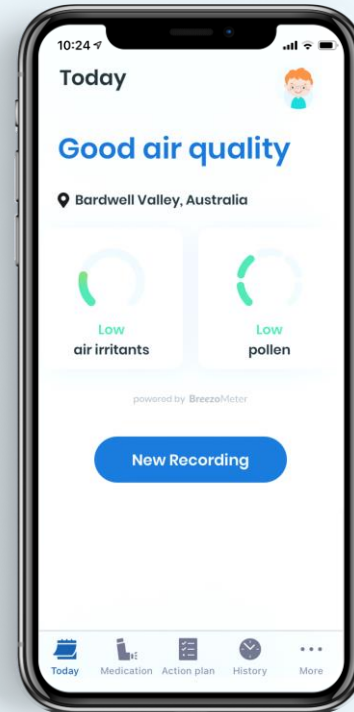 10:24
Today
Good air quality
Bardwell Valley, Australia
Low
air irritants
Low
pollen
powered by BreezoMeter
New Recording
Today
Medication
Action plan
History
More